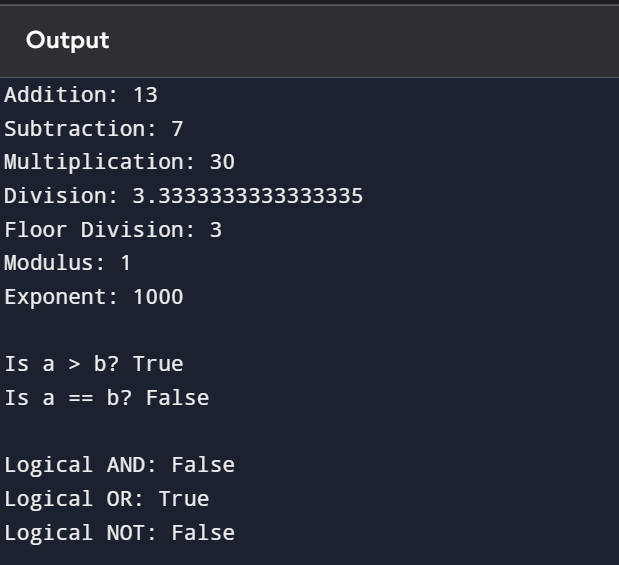 Output
Addition: 13
Subtraction: 7
Multiplication: 30
Division: 3.3333333333333335
Floor Division: 3
Modulus: 1
Exponent: 1000
Is a > b? True
Is a == b? False
Logical AND: False
Logical OR: True
Logical NOT: False